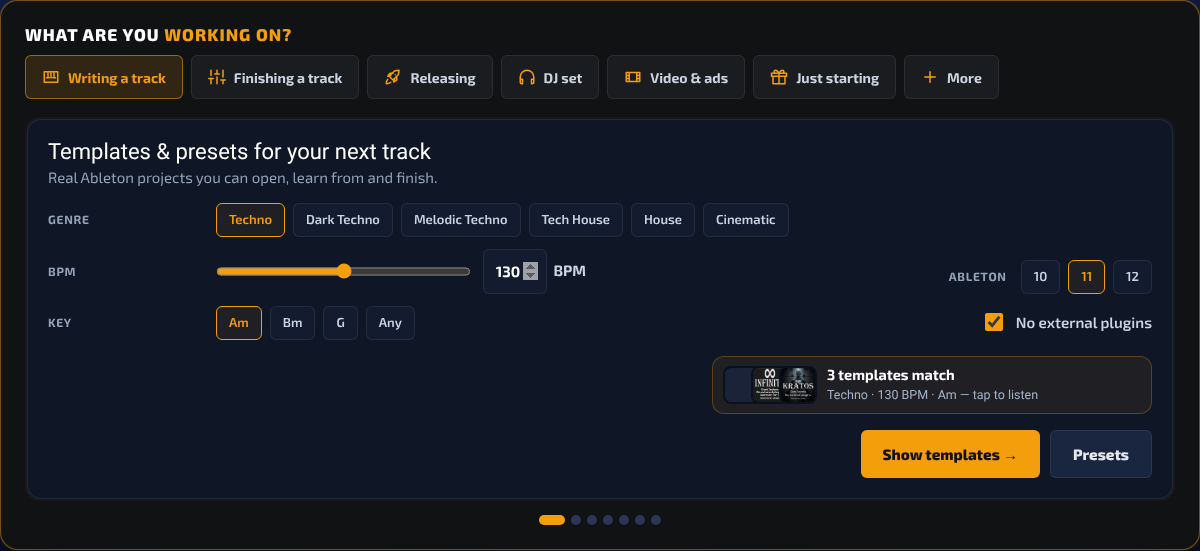 WHAT ARE YOU WORKING ON?
Writing a track
Finishing a track
Releasing
DJ set
Video & ads
Just starting
More
Templates & presets for your next track
Real Ableton projects you can open, learn from and finish.
GENRE
Techno
Dark Techno
Melodic Techno
Tech House
House
Cinematic
BPM
130
BPM
ABLETON
10
11
12
KEY
Am
Bm
G
Any
No external plugins
INFINIT
KRATOS
3 templates match
Techno · 130 BPM · Am — tap to listen
Show templates →
Presets